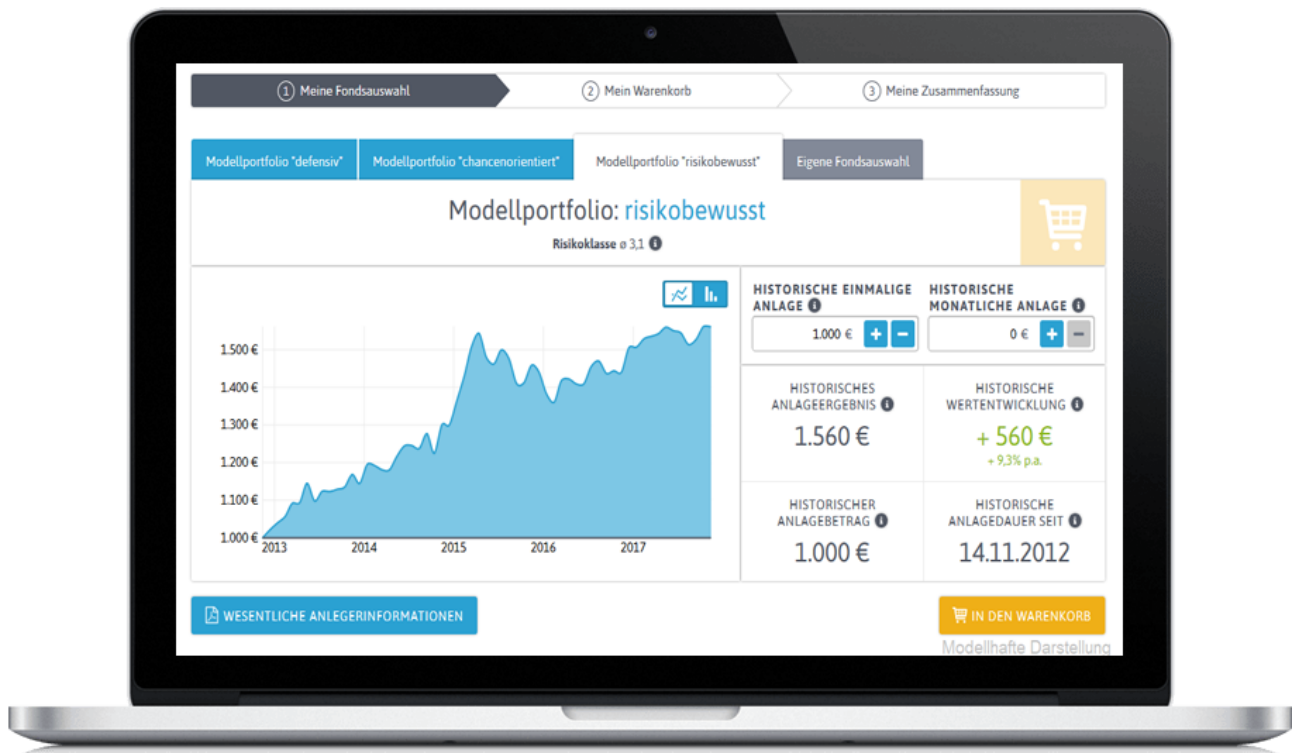 1 Meine Fondsauswahl
2 Mein Warenkorb
3 Meine Zusammenfassung
Modellportfolio "defensiv"
Modellportfolio "chancenorientiert"
Modellportfolio "risikobewusst"
Eigene Fondsauswahl
Modellportfolio: risikobewusst
Risikoklasse ø 3,1 i
1.500 €
1.400 €
1.300 €
1.200 €
1.100 €
1.000 €
2013
2014
2015
2016
2017
HISTORISCHE EINMALIGE
ANLAGE i
1.000 € + −
HISTORISCHE
MONATLICHE ANLAGE i
0 € + −
HISTORISCHES
ANLAGEERGEBNIS i
1.560 €
HISTORISCHE
WERTENTWICKLUNG i
+ 560 €
+ 9,3% p.a.
HISTORISCHER
ANLAGEBETRAG i
1.000 €
HISTORISCHE
ANLAGEDAUER SEIT i
14.11.2012
WESENTLICHE ANLEGERINFORMATIONEN
IN DEN WARENKORB
Modellhafte Darstellung